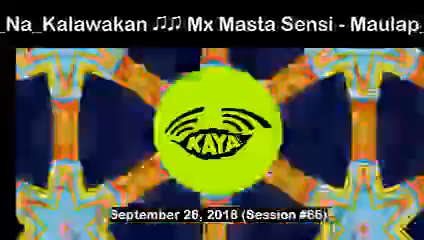 _Na_Kalawakan ♫♫ Mx Masta Sensi - Maulap_
KAYA
September 26, 2018 (Session #66)